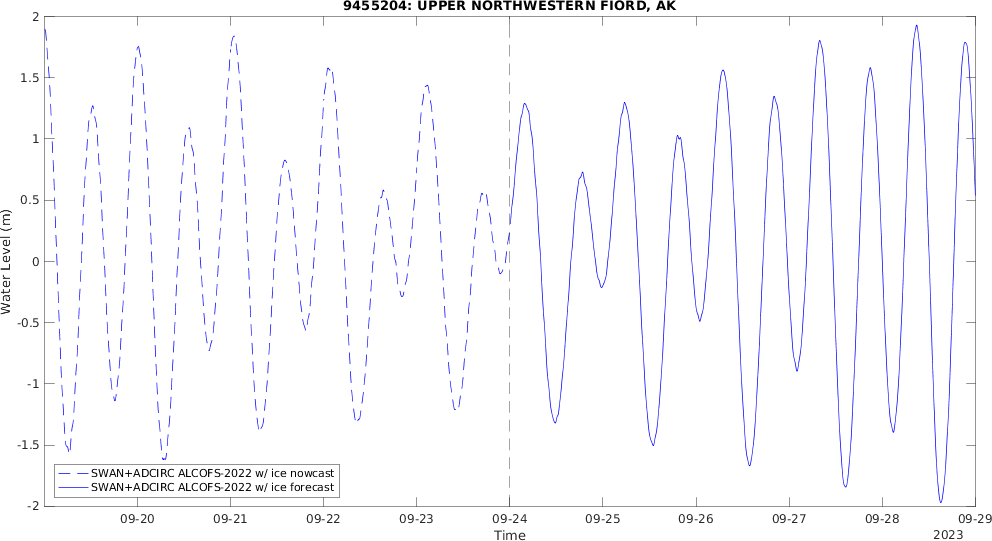 9455204: UPPER NORTHWESTERN FIORD, AK
Water Level (m)
2
1.5
1
0.5
0
-0.5
-1
-1.5
-2
SWAN+ADCIRC ALCOFS-2022 w/ ice nowcast
SWAN+ADCIRC ALCOFS-2022 w/ ice forecast
09-20 09-21 09-22 09-23 09-24 09-25 09-26 09-27 09-28 09-29
Time
2023